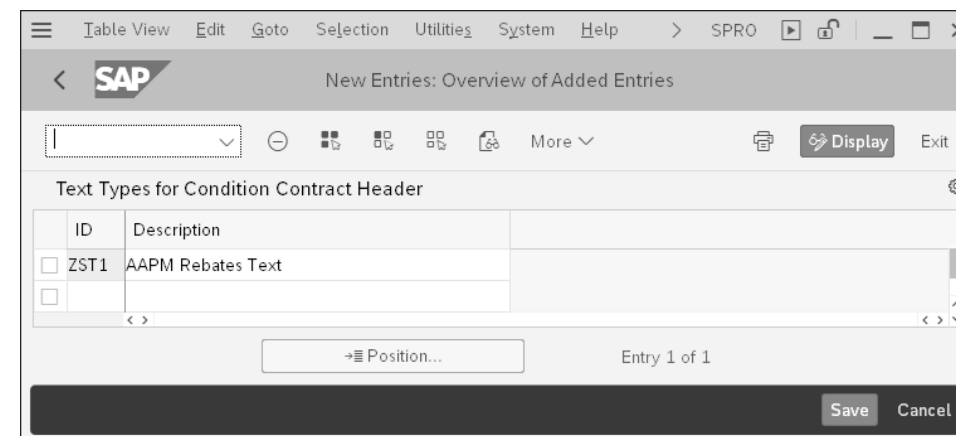 Table View Edit Goto Selection Utilities System Help SPRO
SAP New Entries: Overview of Added Entries
More Display Exit
Text Types for Condition Contract Header
ID Description
ZST1 AAPM Rebates Text
Position... Entry 1 of 1
Save Cancel